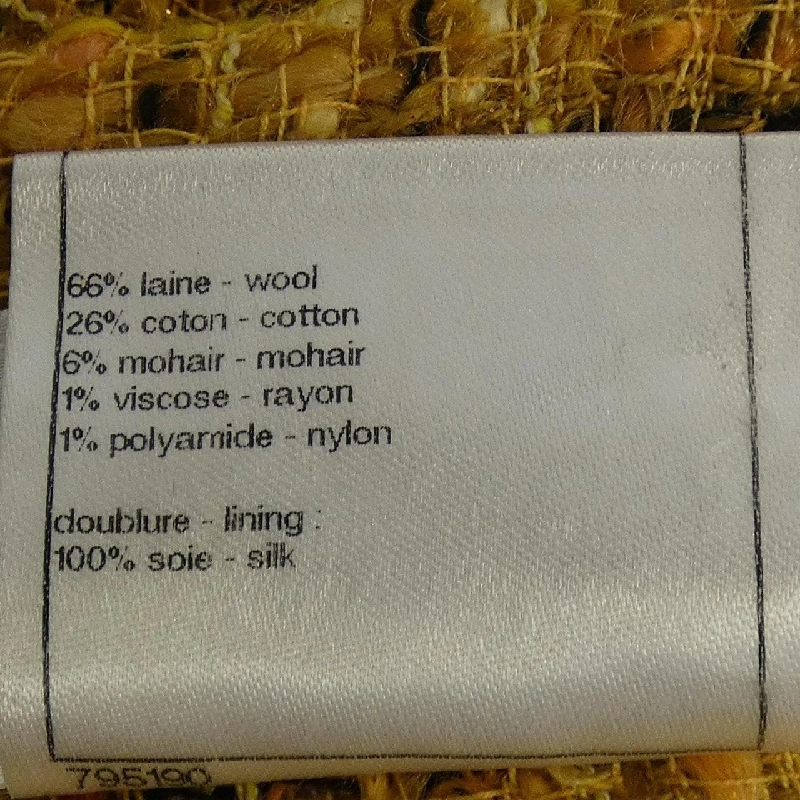 66% laine - wool
26% coton - cotton
6% mohair - mohair
1% viscose - rayon
1% polyamide - nylon
doublure - lining :
100% soie - silk
795190